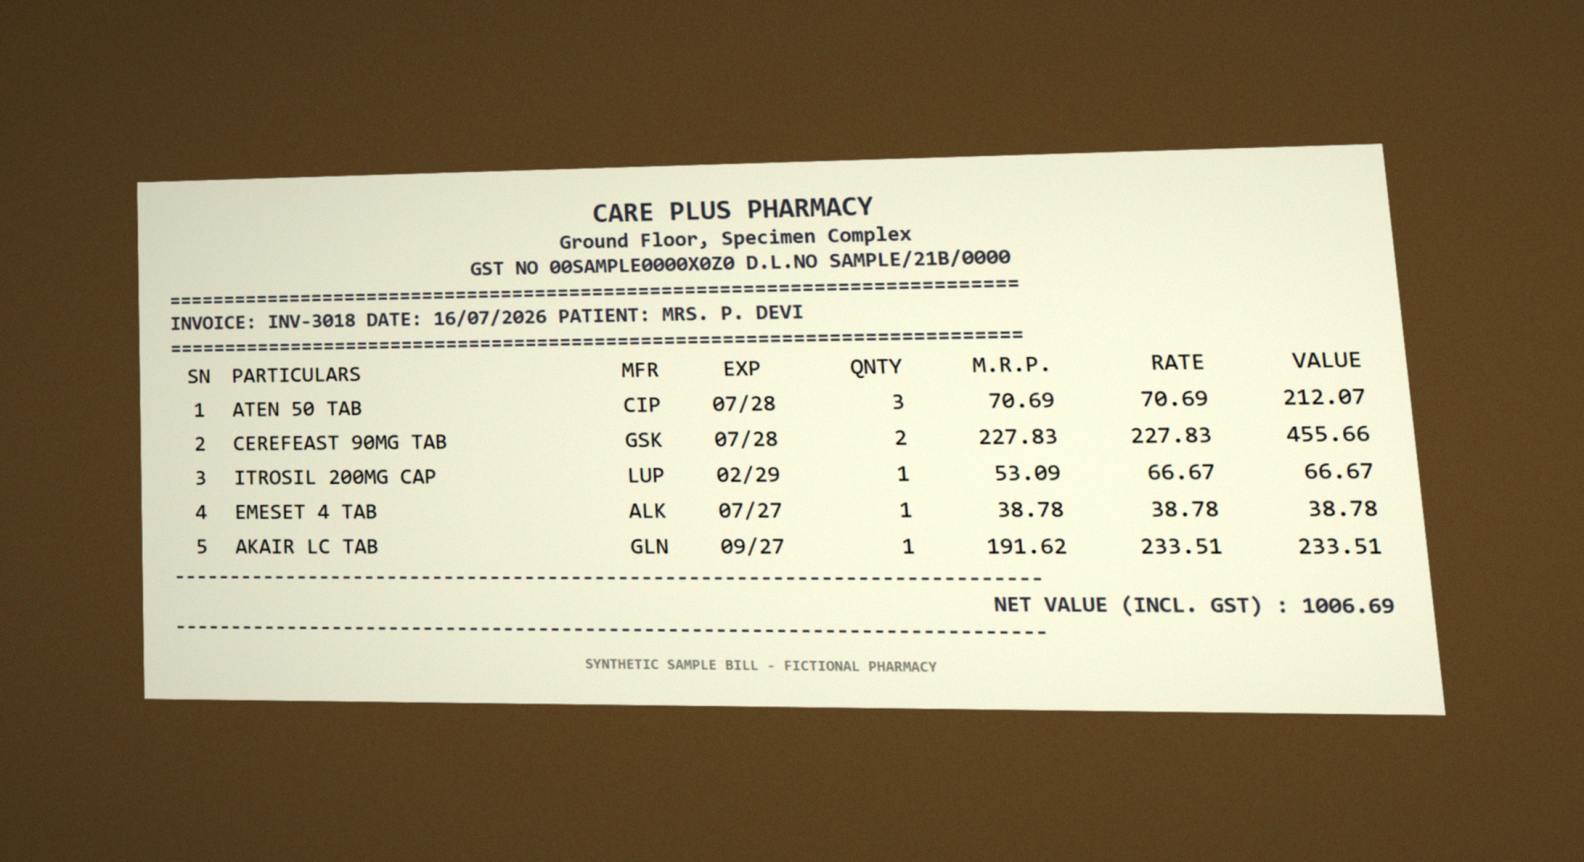 CARE PLUS PHARMACY
Ground Floor, Specimen Complex
GST NO 00SAMPLE0000X0Z0 D.L.NO SAMPLE/21B/0000
================================================================================
INVOICE: INV-3018 DATE: 16/07/2026 PATIENT: MRS. P. DEVI
================================================================================
SN PARTICULARS MFR EXP QNTY M.R.P. RATE VALUE
1 ATEN 50 TAB CIP 07/28 3 70.69 70.69 212.07
2 CEREFEAST 90MG TAB GSK 07/28 2 227.83 227.83 455.66
3 ITROSIL 200MG CAP LUP 02/29 1 53.09 66.67 66.67
4 EMESET 4 TAB ALK 07/27 1 38.78 38.78 38.78
5 AKAIR LC TAB GLN 09/27 1 191.62 233.51 233.51
--------------------------------------------------------------------------------
NET VALUE (INCL. GST) : 1006.69
--------------------------------------------------------------------------------
SYNTHETIC SAMPLE BILL - FICTIONAL PHARMACY